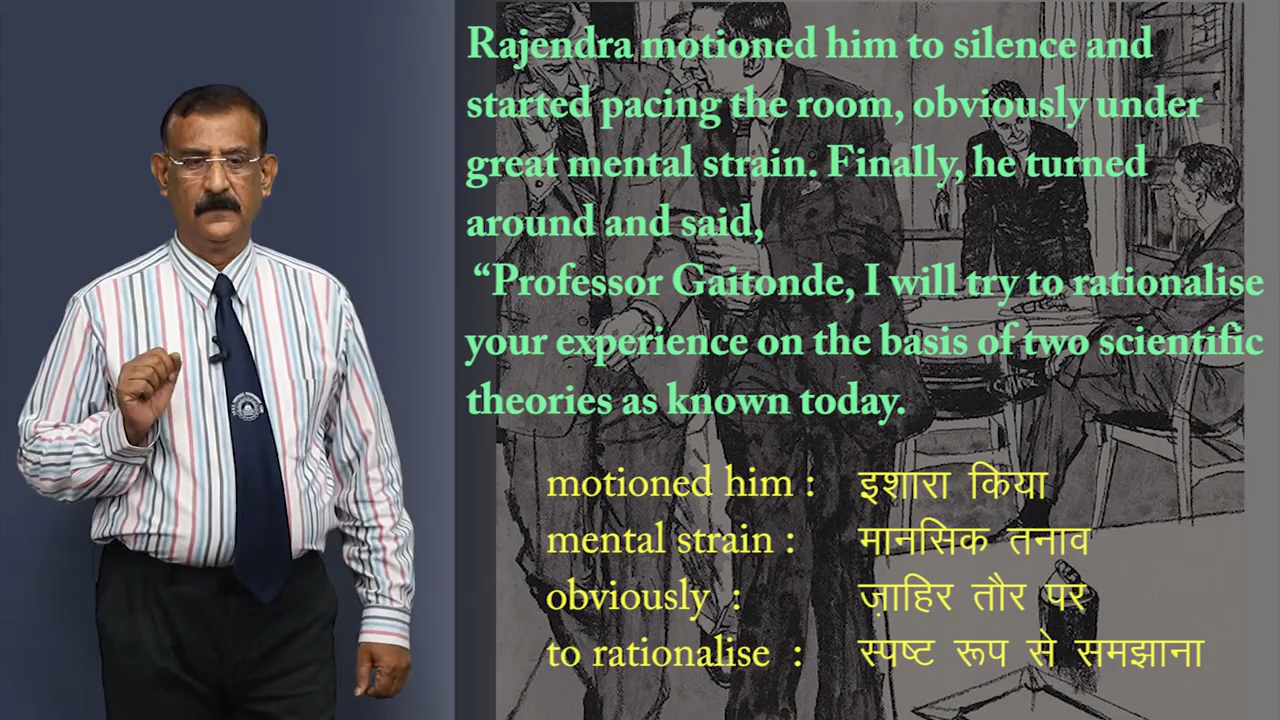 Rajendra motioned him to silence and
started pacing the room, obviously under
great mental strain. Finally, he turned
around and said,
“Professor Gaitonde, I will try to rationalise
your experience on the basis of two scientific
theories as known today.
motioned him : इशारा किया
mental strain : मानसिक तनाव
obviously : ज़ाहिर तौर पर
to rationalise : स्पष्ट रूप से समझाना